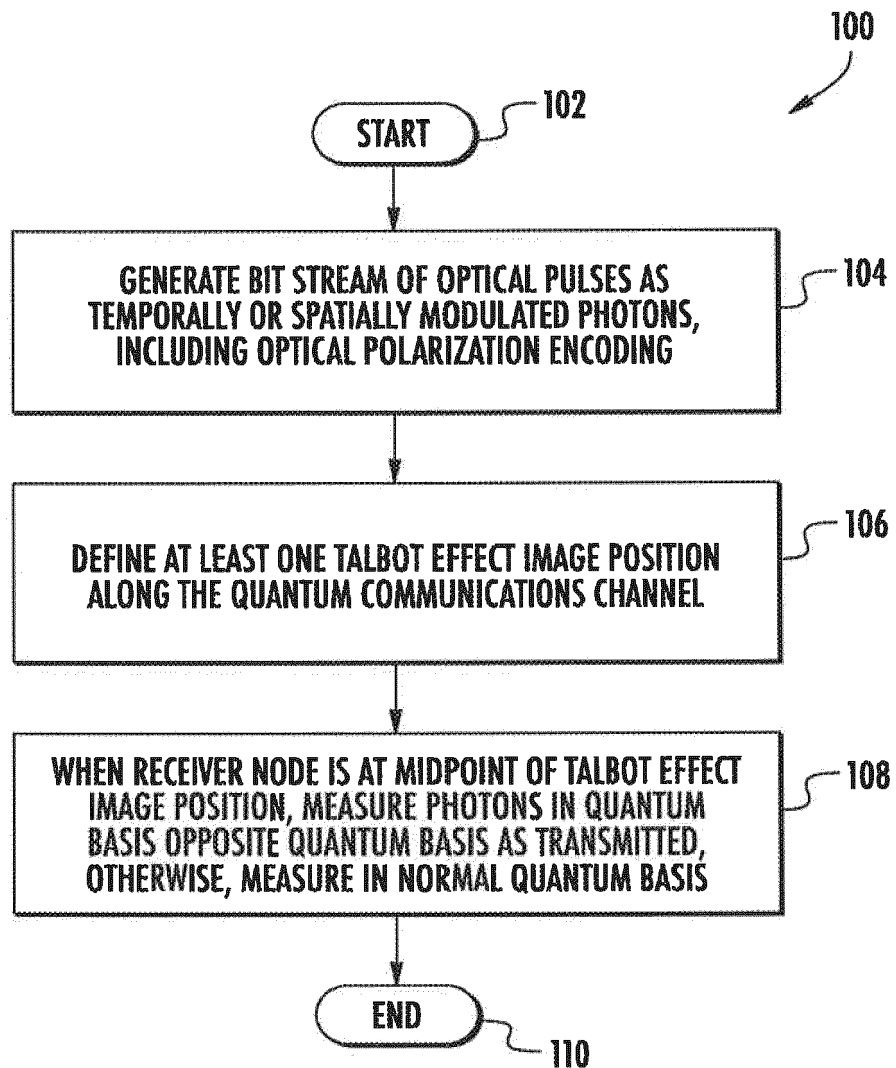 100
START
102
GENERATE BIT STREAM OF OPTICAL PULSES AS
TEMPORALLY OR SPATIALLY MODULATED PHOTONS,
INCLUDING OPTICAL POLARIZATION ENCODING
104
DEFINE AT LEAST ONE TALBOT EFFECT IMAGE POSITION
ALONG THE QUANTUM COMMUNICATIONS CHANNEL
106
WHEN RECEIVER NODE IS AT MIDPOINT OF TALBOT EFFECT
IMAGE POSITION, MEASURE PHOTONS IN QUANTUM
BASIS OPPOSITE QUANTUM BASIS AS TRANSMITTED,
OTHERWISE, MEASURE IN NORMAL QUANTUM BASIS
108
END
110